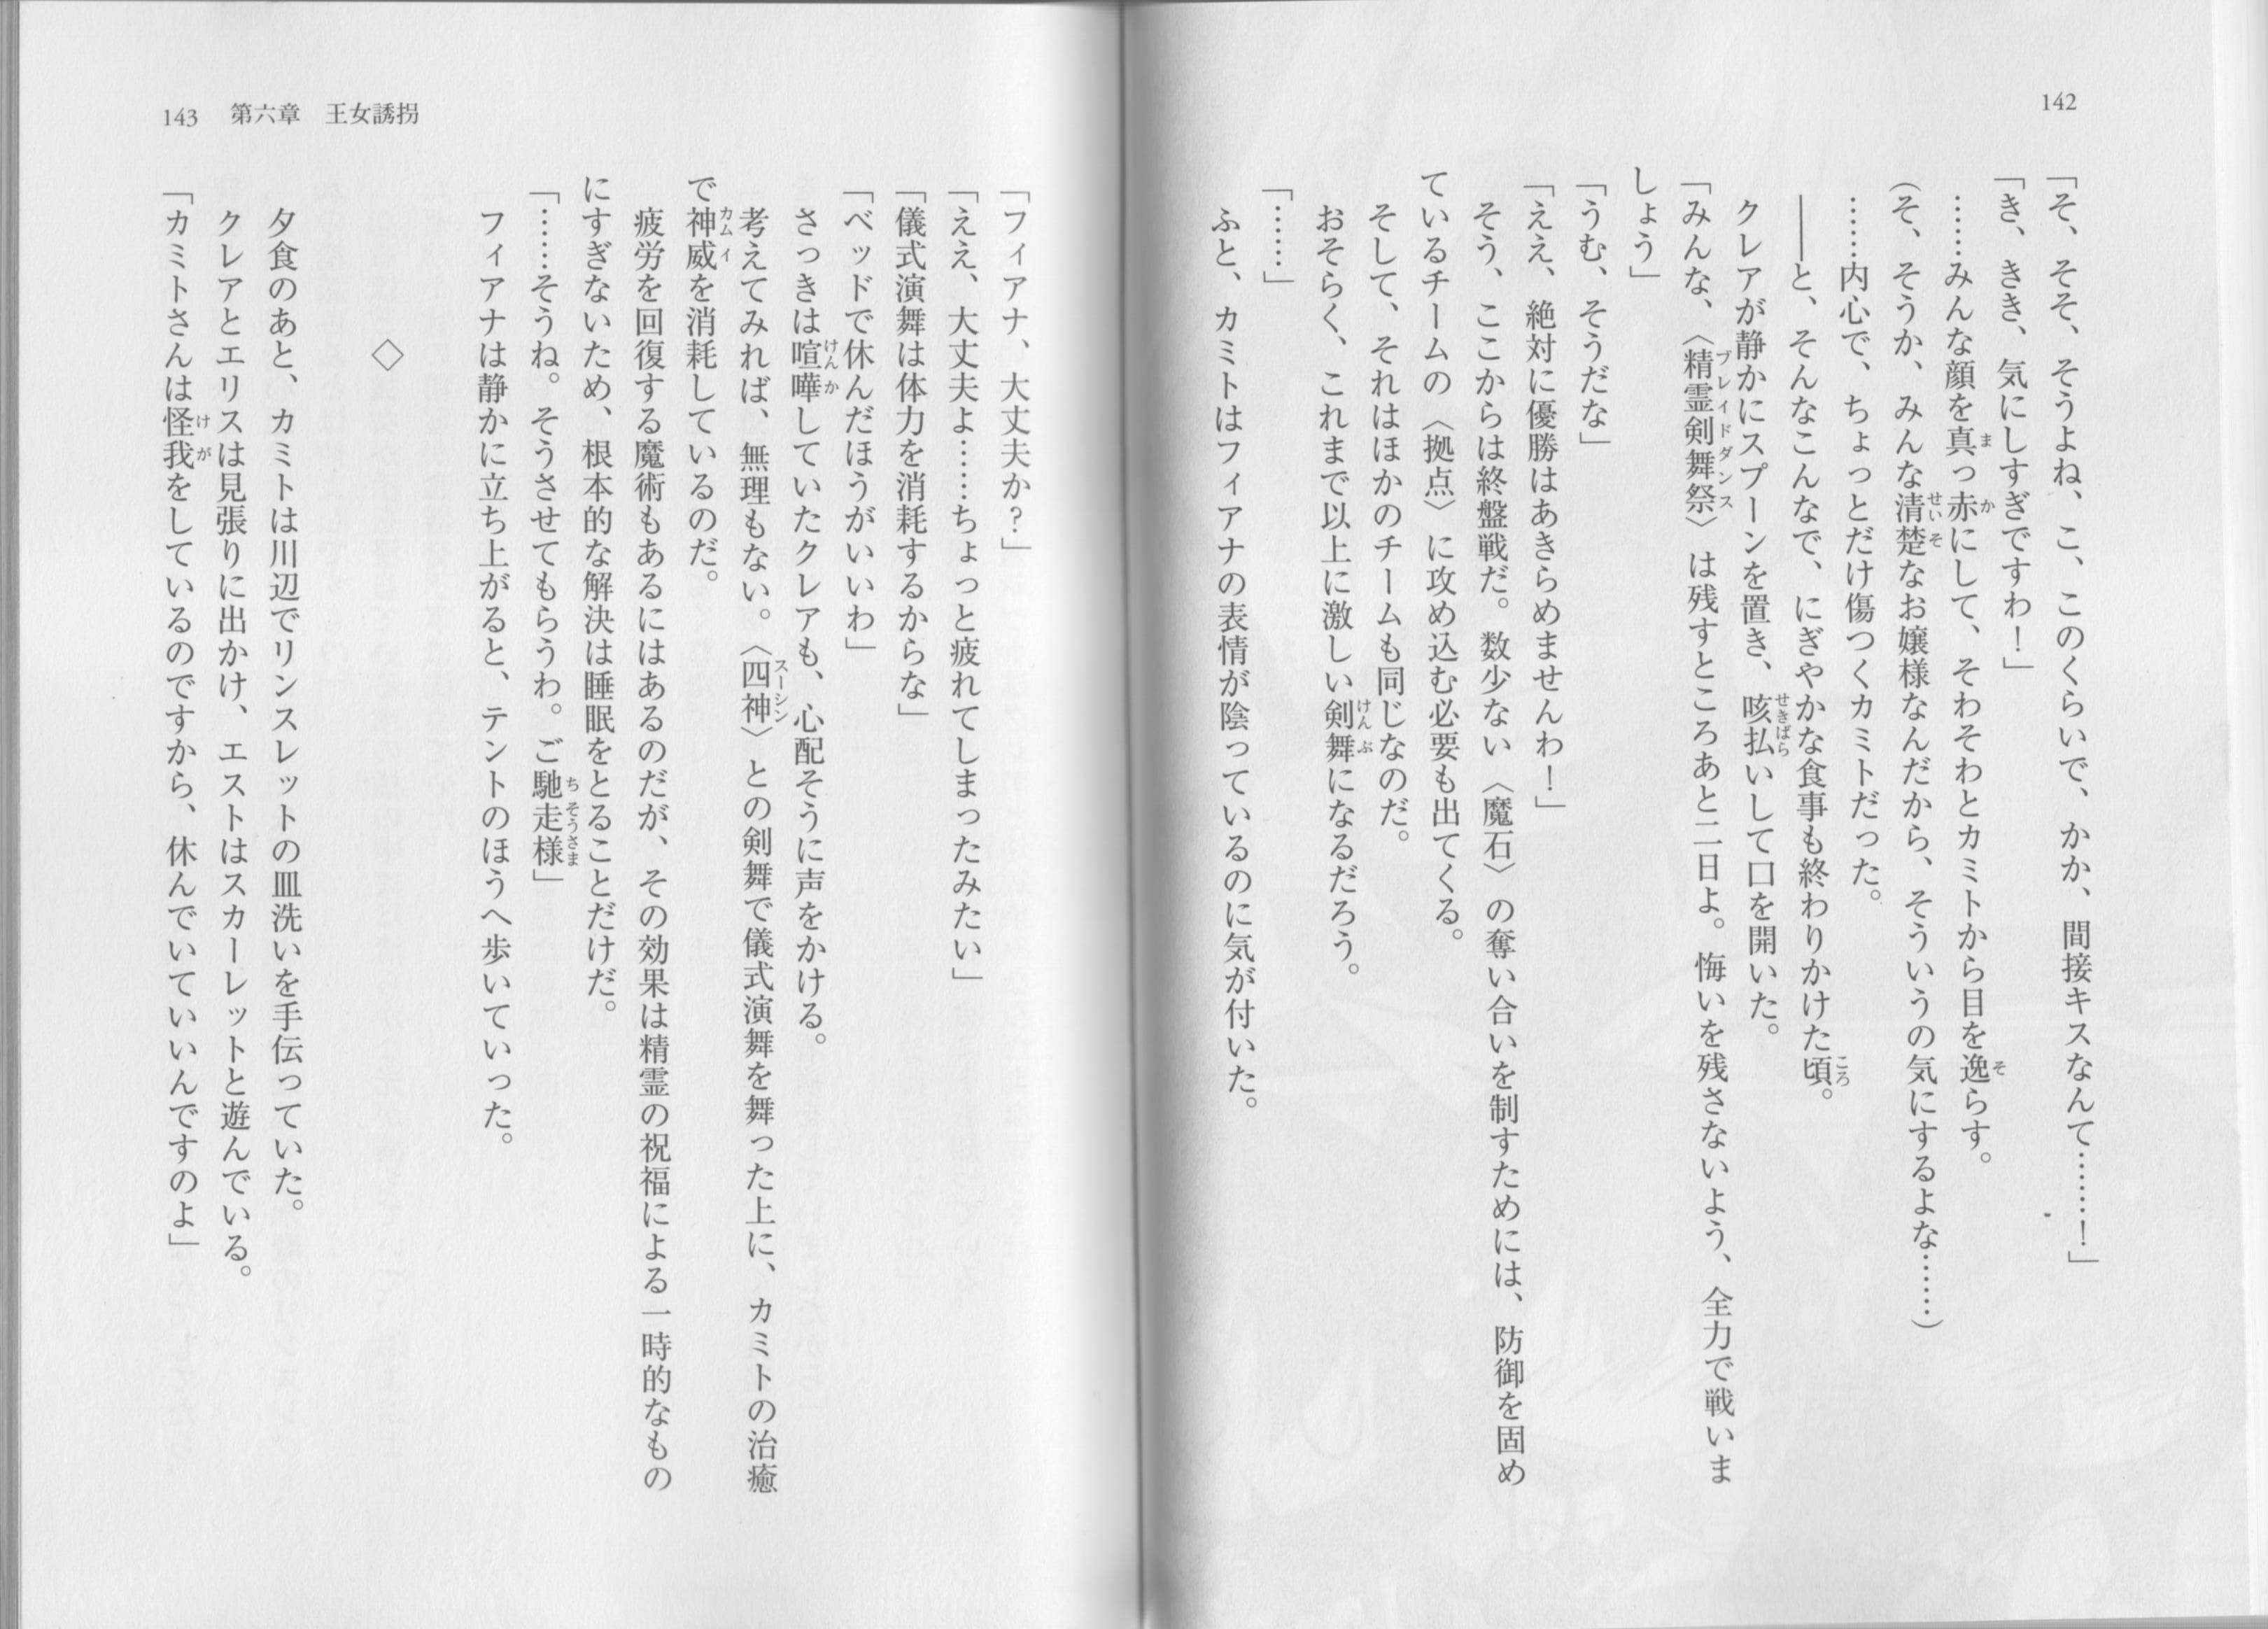 142
「そ、そそ、そうよね、こ、このくらいで、かか、間接キスなんて……！」
「き、きき、気にしすぎですわ！」
……みんな顔を真っ赤にして、そわそわとカミトから目を逸らす。
（そ、そうか、みんな清楚なお嬢様なんだから、そういうの気にするよな……）
……内心で、ちょっとだけ傷つくカミトだった。
――と、そんなこんなで、にぎやかな食事も終わりかけた頃。
クレアが静かにスプーンを置き、咳払いして口を開いた。
「みんな、〈精霊剣舞祭〉は残すところあと二日よ。悔いを残さないよう、全力で戦いま
しょう」
「うむ、そうだな」
「ええ、絶対に優勝はあきらめませんわ！」
そう、ここからは終盤戦だ。数少ない〈魔石〉の奪い合いを制すためには、防御を固め
ているチームの〈拠点〉に攻め込む必要も出てくる。
そして、それはほかのチームも同じなのだ。
おそらく、これまで以上に激しい剣舞になるだろう。
「……」
ふと、カミトはフィアナの表情が陰っているのに気が付いた。
143 第六章 王女誘拐
「フィアナ、大丈夫か？」
「ええ、大丈夫よ……ちょっと疲れてしまったみたい」
「儀式演舞は体力を消耗するからな」
「ベッドで休んだほうがいいわ」
さっきは喧嘩していたクレアも、心配そうに声をかける。
考えてみれば、無理もない。〈四神〉との剣舞で儀式演舞を舞った上に、カミトの治癒
で神威を消耗しているのだ。
疲労を回復する魔術もあるにはあるのだが、その効果は精霊の祝福による一時的なもの
にすぎないため、根本的な解決は睡眠をとることだけだ。
「……そうね。そうさせてもらうわ。ご馳走様」
フィアナは静かに立ち上がると、テントのほうへ歩いていった。
◇
夕食のあと、カミトは川辺でリンスレットの皿洗いを手伝っていた。
クレアとエリスは見張りに出かけ、エストはスカーレットと遊んでいる。
「カミトさんは怪我をしているのですから、休んでいていいんですのよ」